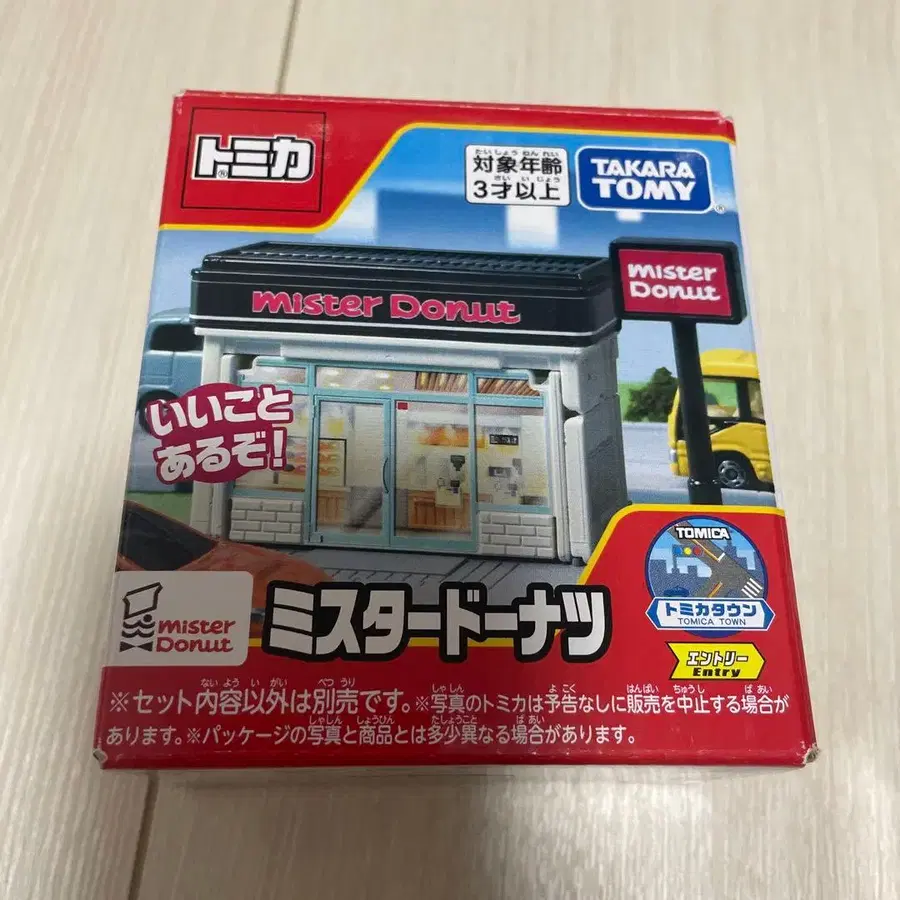 トミカ
対象年齢
3才以上
TAKARA
TOMY
mister Donut
mister
Donut
いいこと
あるぞ!
TOMICA
トミカタウン
TOMICA TOWN
エントリー
Entry
mister
Donut
ミスタードーナツ
※セット内容以外は別売です。※写真のトミカは予告なしに販売を中止する場合が
あります。※パッケージの写真と商品とは多少異なる場合があります。